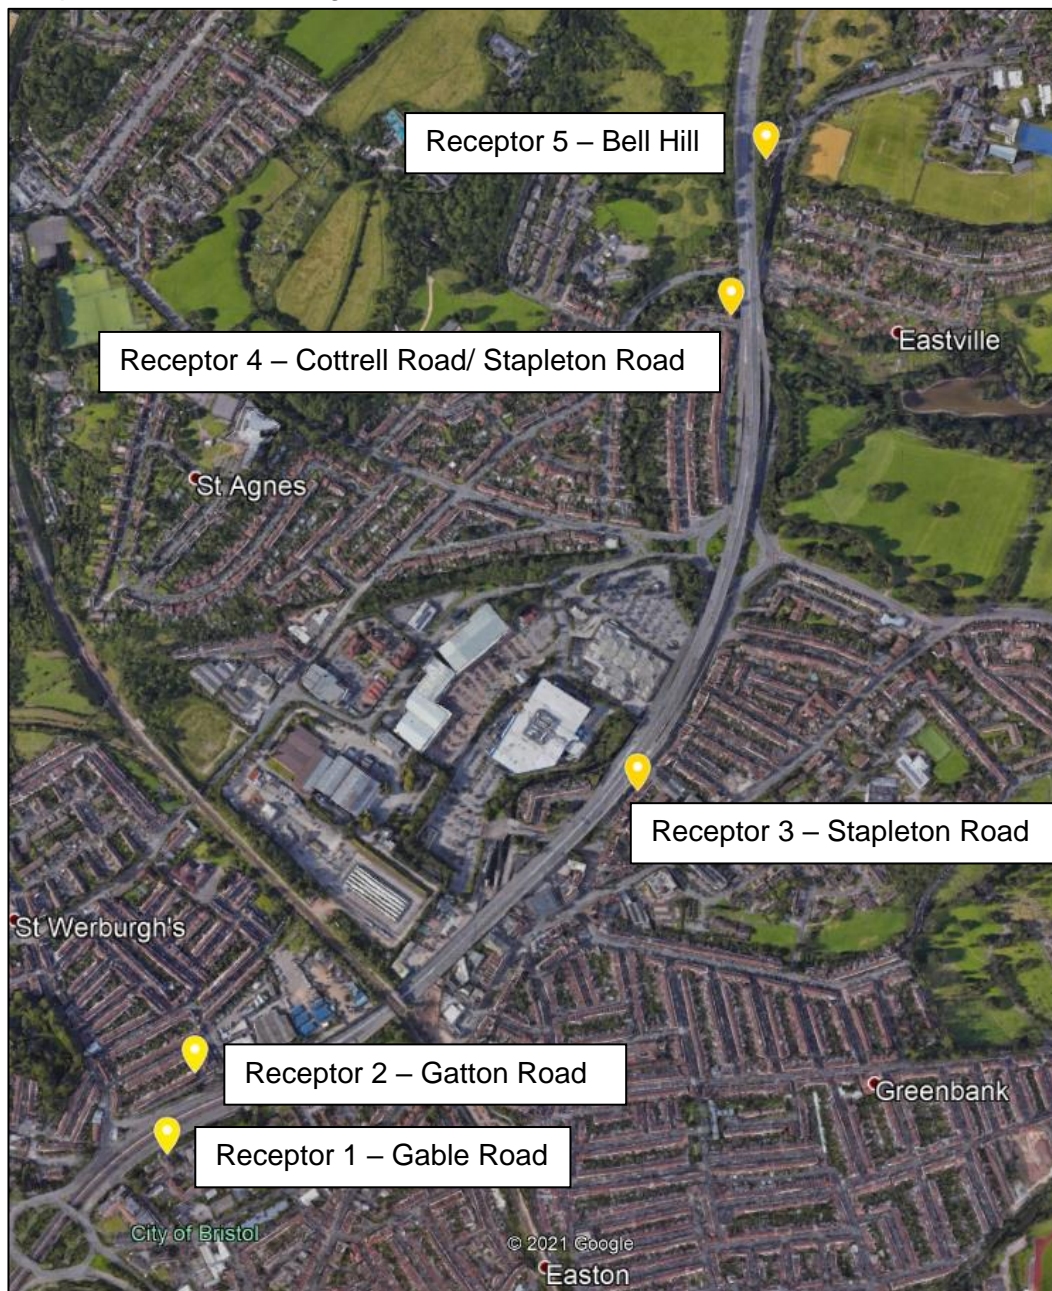 Receptor 5 – Bell Hill
Eastville
Receptor 4 – Cottrell Road/ Stapleton Road
St Agnes
Receptor 3 – Stapleton Road
St Werburgh's
Receptor 2 – Gatton Road
Greenbank
Receptor 1 – Gable Road
City of Bristol
© 2021 Google
Easton